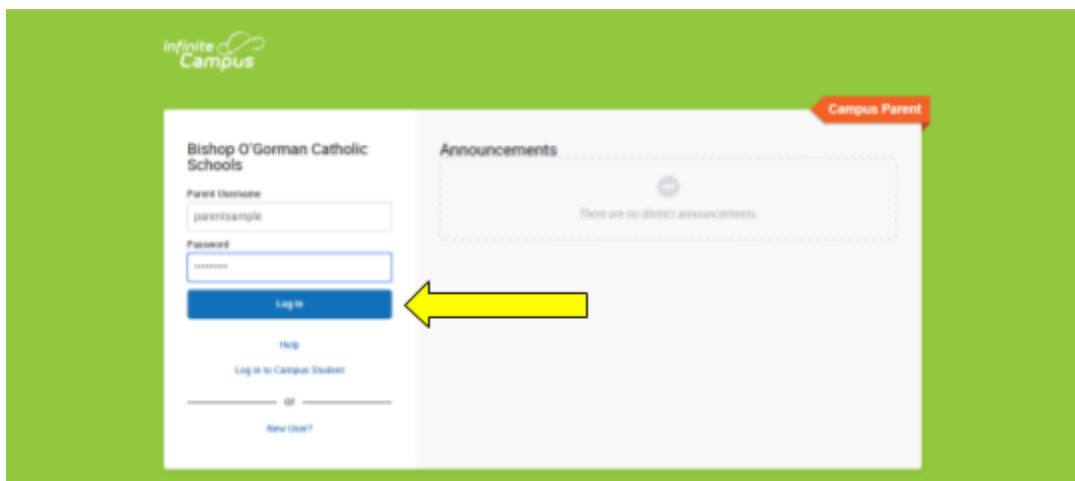 Infinite
Campus
Campus Parent
Bishop O'Gorman Catholic
Schools
Parent Username
parentsample
Password
Log In
Help
Log in to Campus Student
or
New User?
Announcements
There are no district announcements.